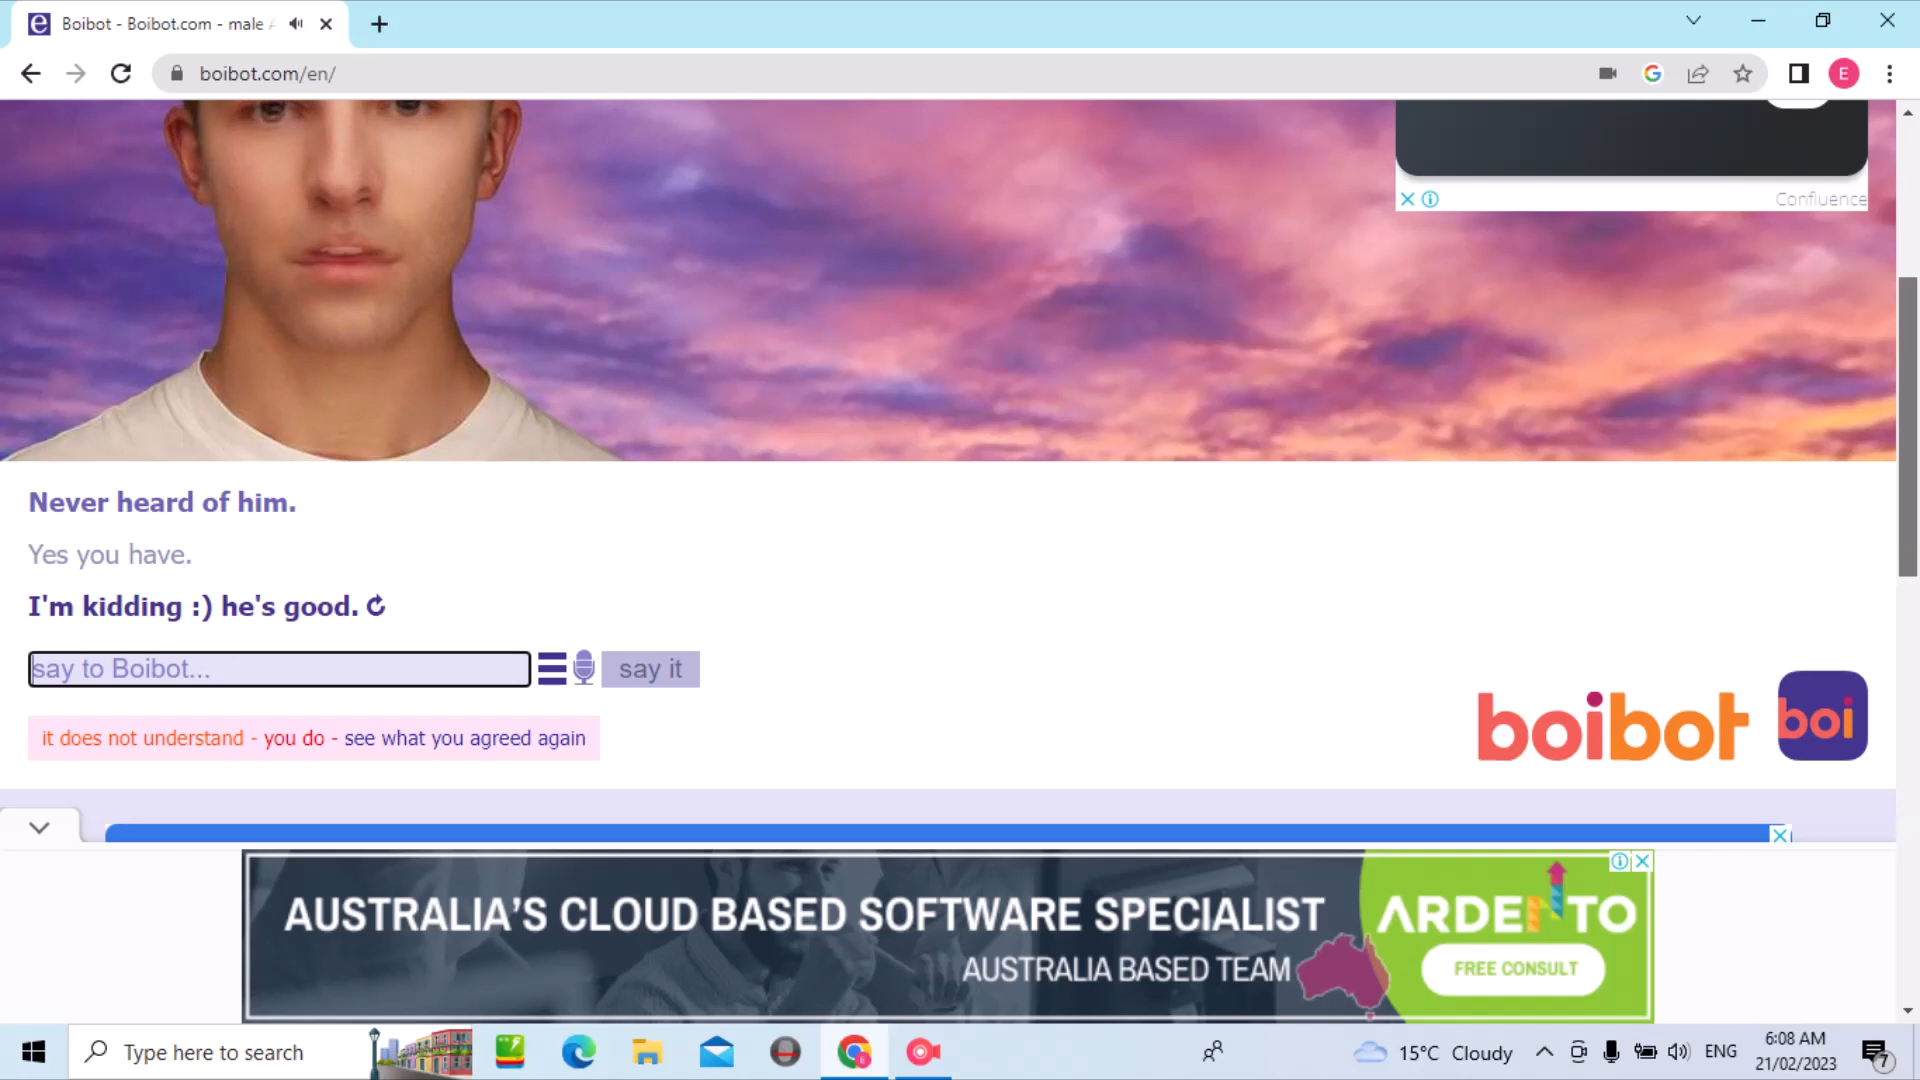 Boibot - Boibot.com - male
boibot.com/en/
E
Confluence
Never heard of him.
Yes you have.
I'm kidding :) he's good.
say to Boibot...
say it
it does not understand - you do - see what you agreed again
boibot
boi
AUSTRALIA'S CLOUD BASED SOFTWARE SPECIALIST
AUSTRALIA BASED TEAM
ARDENTO
FREE CONSULT
Type here to search
15°C Cloudy
ENG
6:08 AM
21/02/2023
7